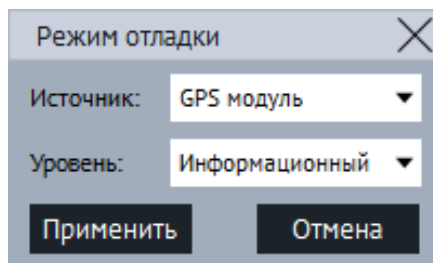 Режим отладки
Источник: GPS модуль
Уровень: Информационный
Применить Отмена